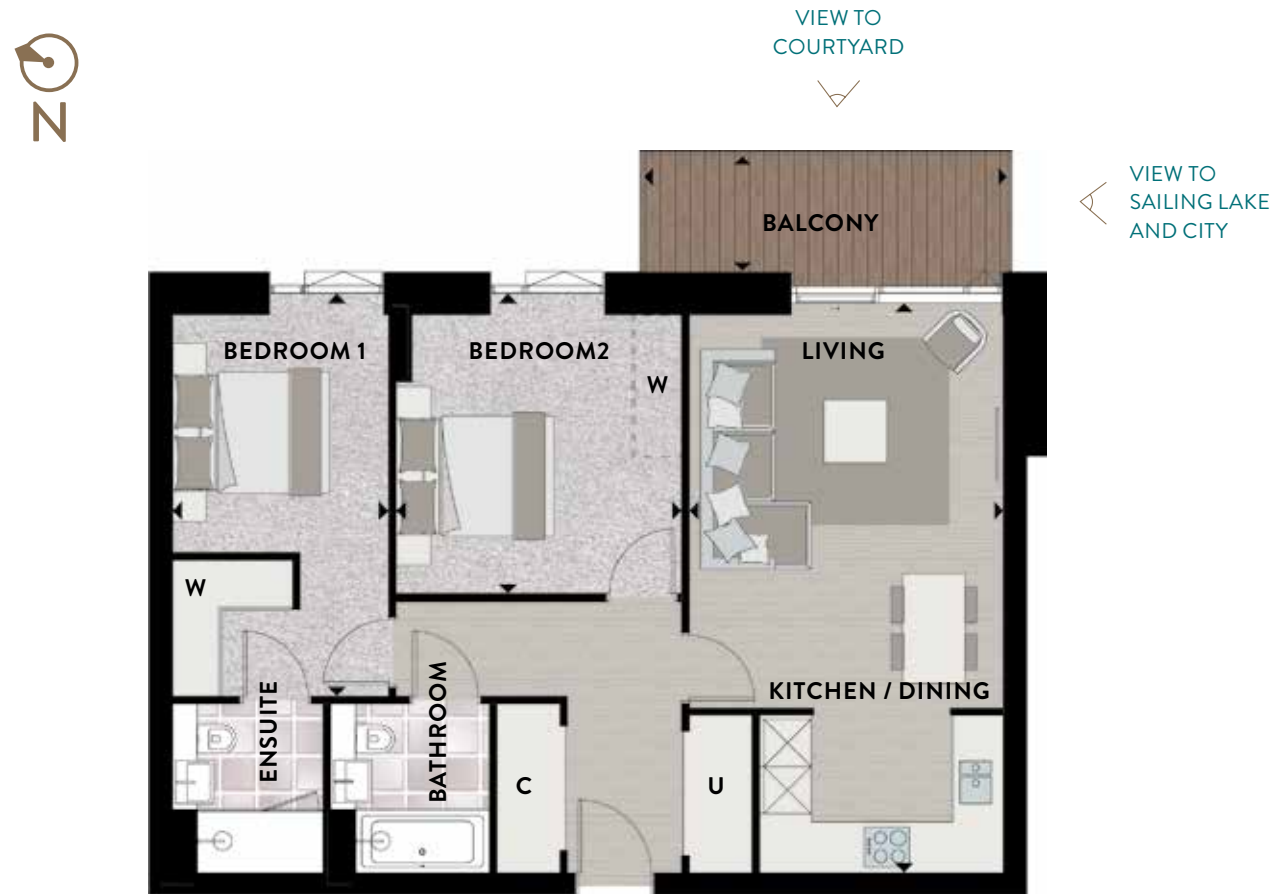 VIEW TO
COURTYARD
N
VIEW TO
SAILING LAKE
AND CITY
BALCONY
BEDROOM 1
BEDROOM2
LIVING
W
W
KITCHEN / DINING
ENSUITE
BATHROOM
C
U